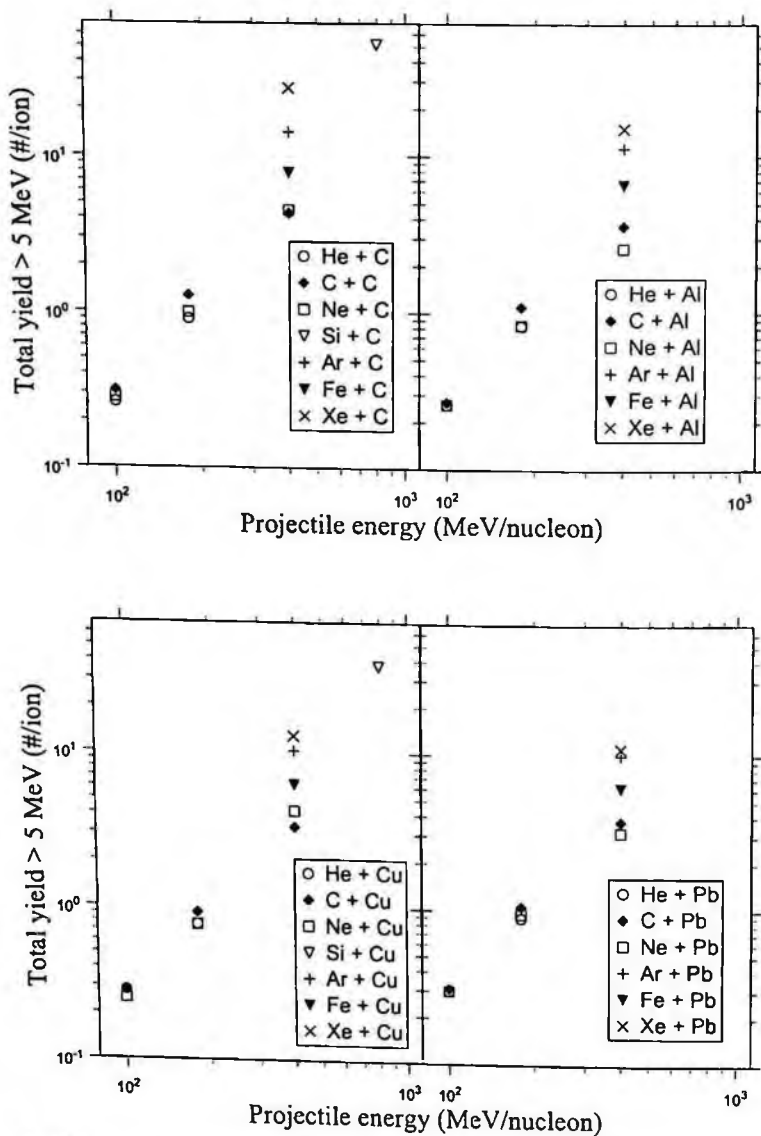 Total yield > 5 MeV (#/ion)
10¹
10⁰
10⁻¹
He + C
C + C
Ne + C
Si + C
Ar + C
Fe + C
Xe + C
He + Al
C + Al
Ne + Al
Ar + Al
Fe + Al
Xe + Al
10²
10³
10²
10³
Projectile energy (MeV/nucleon)
Total yield > 5 MeV (#/ion)
10¹
10⁰
10⁻¹
He + Cu
C + Cu
Ne + Cu
Si + Cu
Ar + Cu
Fe + Cu
Xe + Cu
He + Pb
C + Pb
Ne + Pb
Ar + Pb
Fe + Pb
Xe + Pb
10²
10³
10²
10³
Projectile energy (MeV/nucleon)